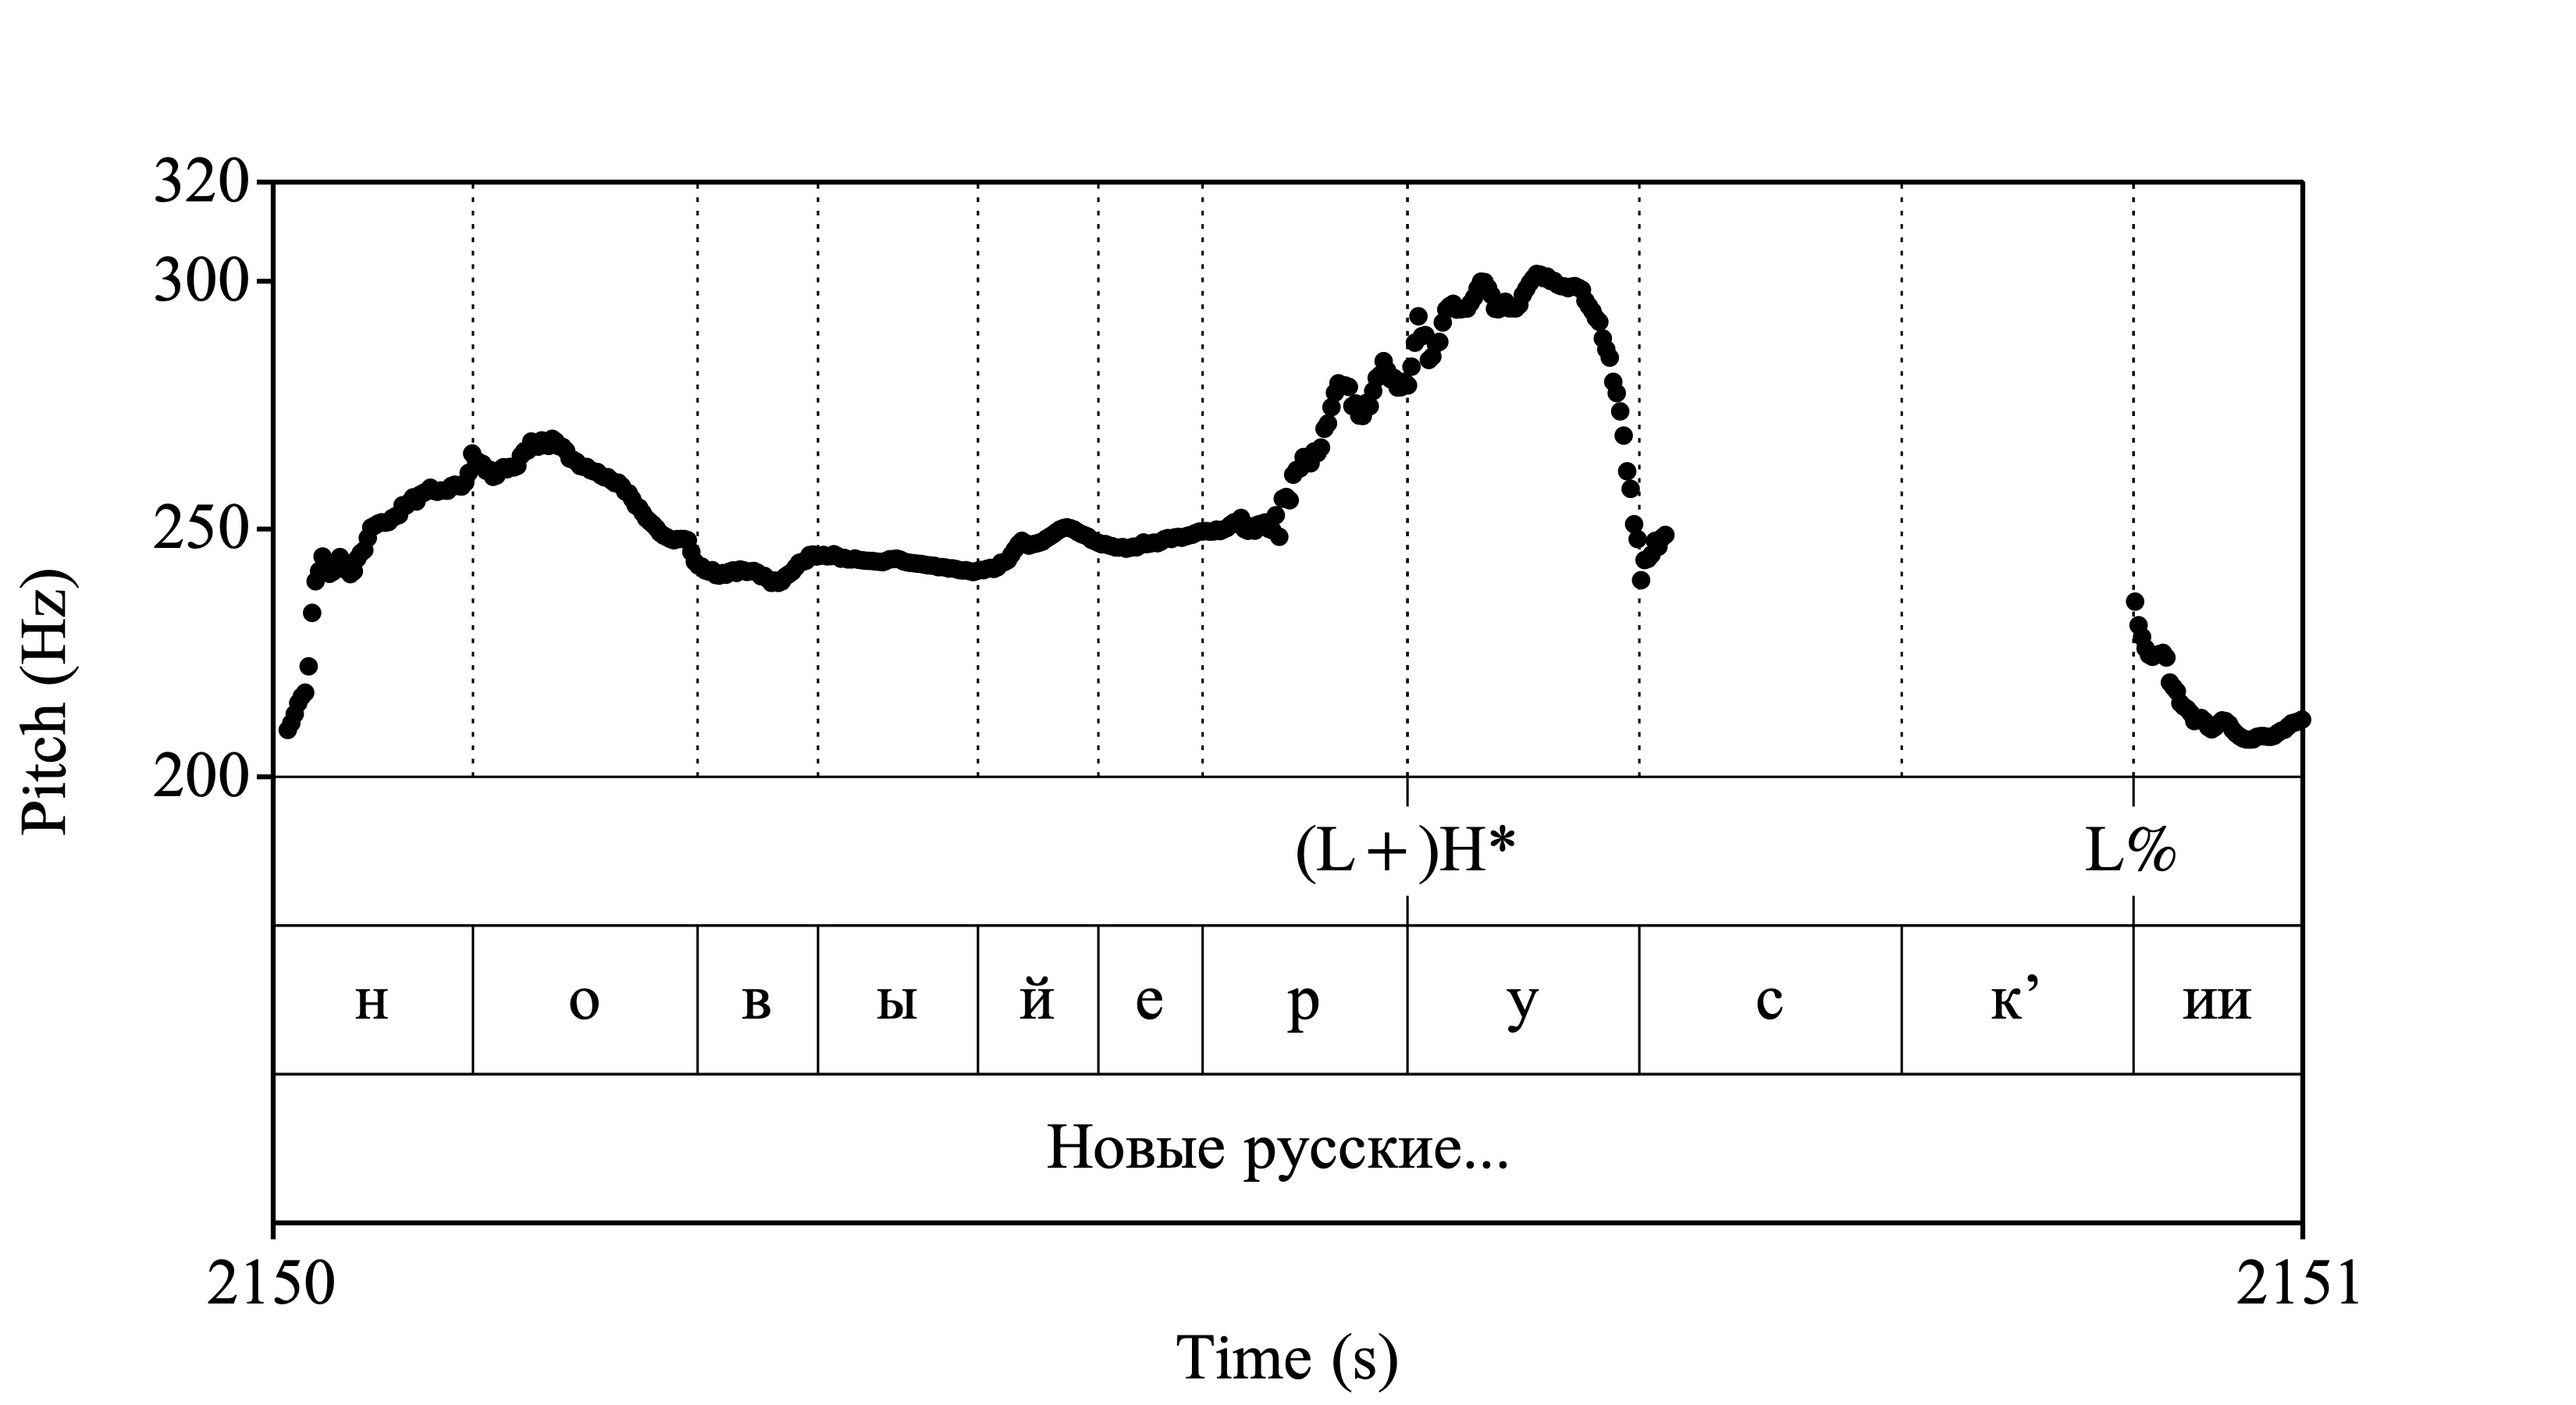 320
300
250
200
Pitch (Hz)
(L+)H* L%
н о в ы й е р у с к’ ии
Новые русские...
2150 2151
Time (s)